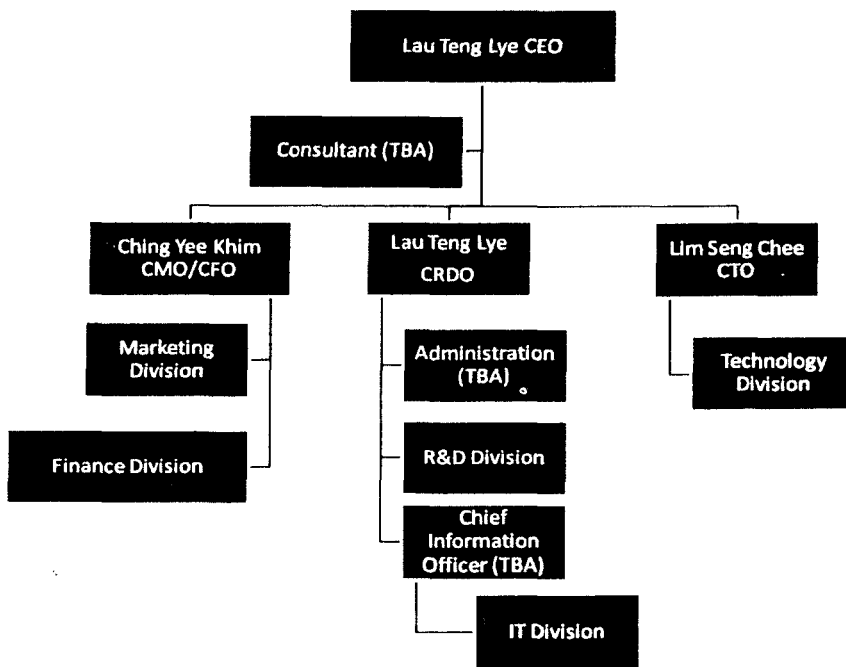 Lau Teng Lye CEO
Consultant (TBA)
Ching Yee Khim
CMO/CFO
Lau Teng Lye
CRDO
Lim Seng Chee
CTO
Marketing
Division
Finance Division
Administration
(TBA)
R&D Division
Chief
Information
Officer (TBA)
IT Division
Technology
Division